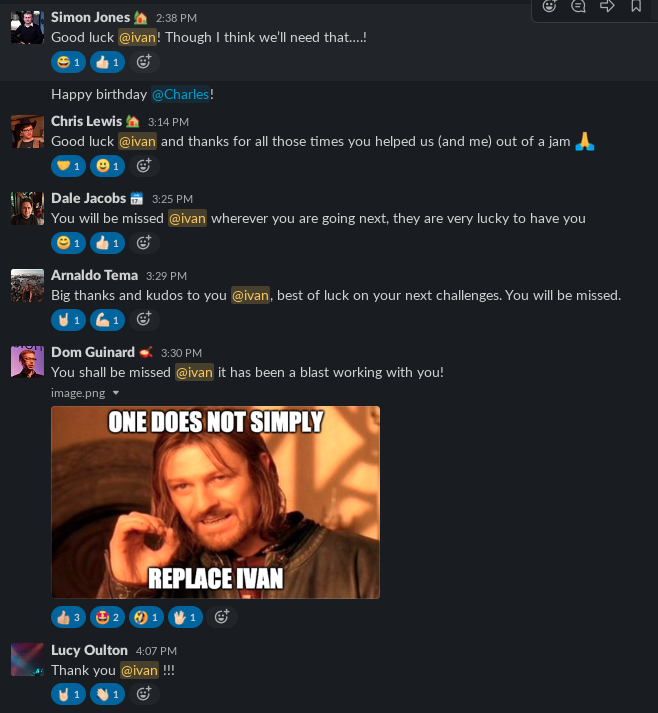 Simon Jones 2:38 PM
Good luck @ivan! Though I think we'll need that....!
1 1
Happy birthday @Charles!
Chris Lewis 3:14 PM
Good luck @ivan and thanks for all those times you helped us (and me) out of a jam 🙏
1 1
Dale Jacobs 3:25 PM
You will be missed @ivan wherever you are going next, they are very lucky to have you
1 1
Arnaldo Tema 3:29 PM
Big thanks and kudos to you @ivan, best of luck on your next challenges. You will be missed.
1 1
Dom Guinard 3:30 PM
You shall be missed @ivan it has been a blast working with you!
image.png
ONE DOES NOT SIMPLY
REPLACE IVAN
3 2 1 1
Lucy Oulton 4:07 PM
Thank you @ivan !!!
1 1